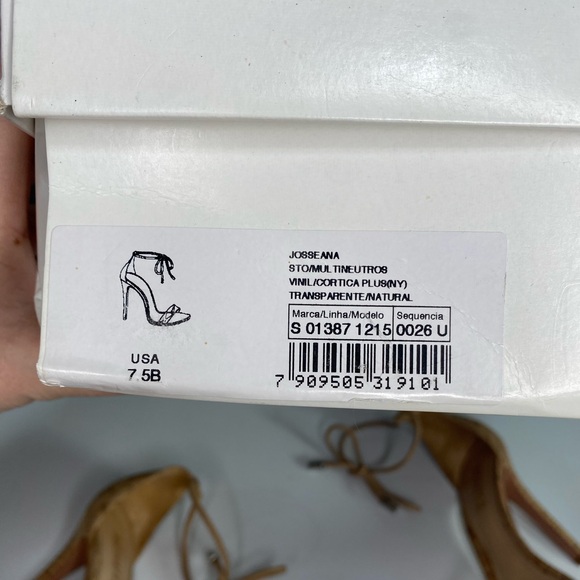 JOSSEANA
STO/MULTINEUTROS
VINIL/CORTICA PLUS(NY)
TRANSPARENTE/NATURAL
Marca/Linha/Modelo Sequencia
S 01387 1215 0026 U
USA
7.5B
7 909505 319101